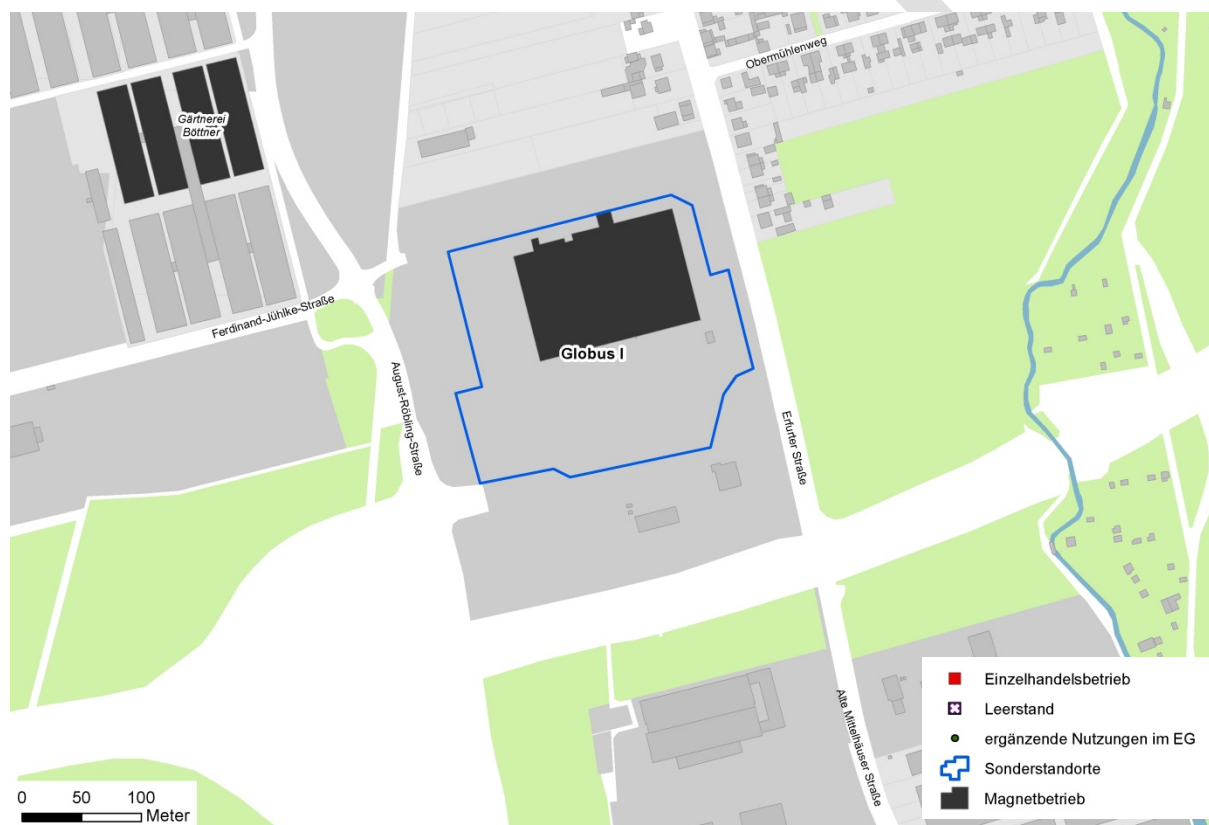 Obermühlenweg
Gärtnerei
Böttner
Ferdinand-Jühlke-Straße
Globus I
August-Röbling-Straße
Erfurter Straße
Alte Mittelhäuser Straße
Einzelhandelsbetrieb
Leerstand
ergänzende Nutzungen im EG
Sonderstandorte
Magnetbetrieb
0 50 100
Meter